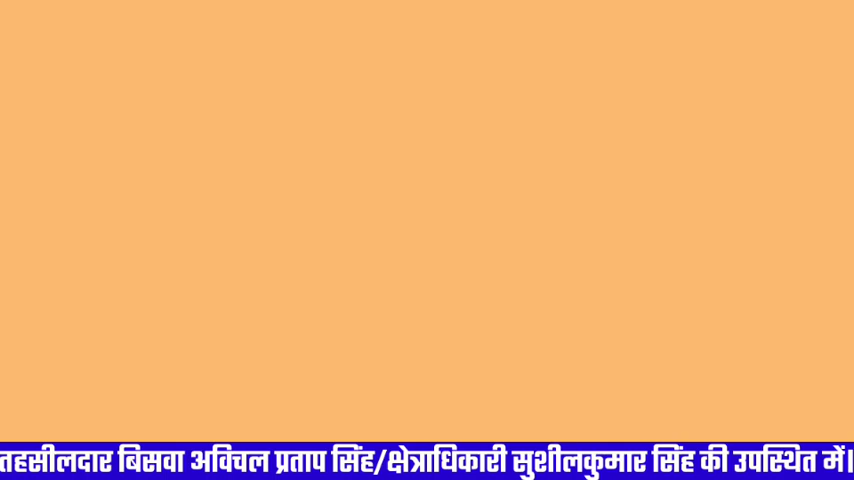 तहसीलदार बिसवा अविचल प्रताप सिंह/क्षेत्राधिकारी सुशीलकुमार सिंह की उपस्थित में।